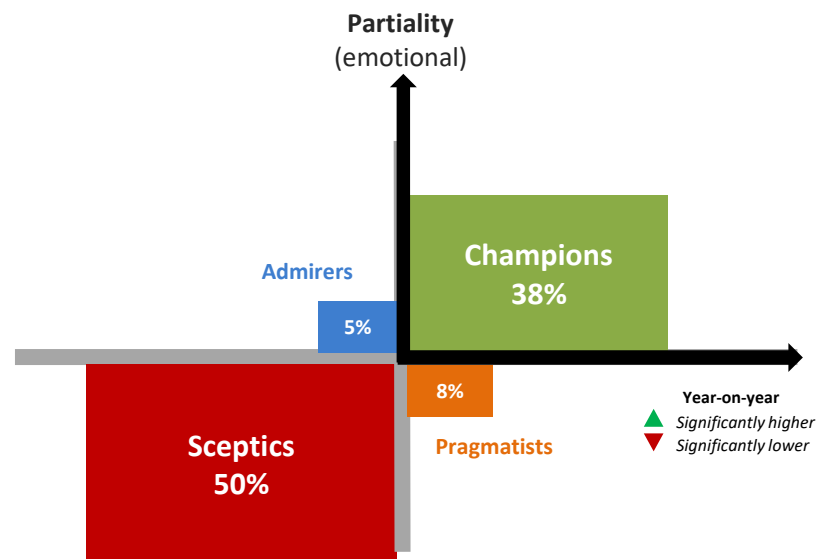 Partiality
(emotional)
Champions
38%
Admirers
5%
8%
Year-on-year
Significantly higher
Significantly lower
Sceptics
50%
Pragmatists